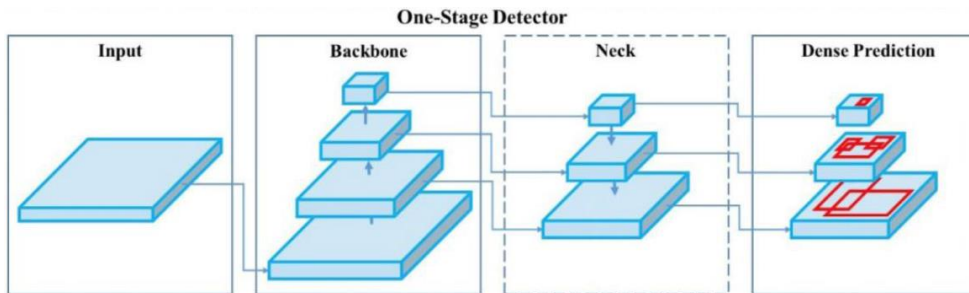 One-Stage Detector
Input
Backbone
Neck
Dense Prediction